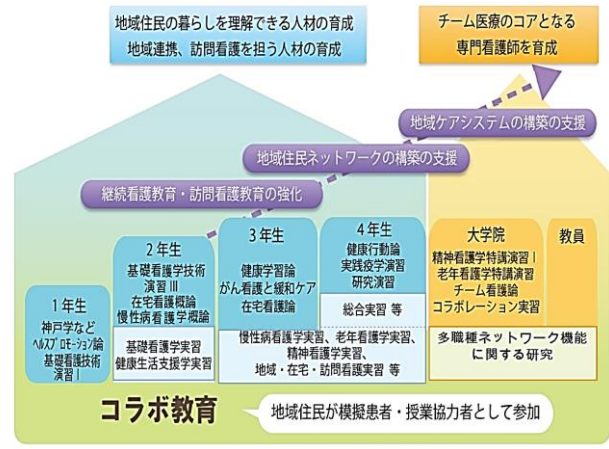 地域住民の暮らしを理解できる人材の育成
地域連携、訪問看護を担う人材の育成
チーム医療のコアとなる
専門看護師を育成
地域ケアシステムの構築の支援
地域住民ネットワークの構築の支援
継続看護教育・訪問看護教育の強化
1年生
神戸学など
ヘルスプロモーション論
基礎看護技術
演習Ⅰ
2年生
基礎看護学技術
演習Ⅲ
在宅看護概論
慢性病看護学概論
基礎看護学実習
健康生活支援学実習
3年生
健康学習論
がん看護と緩和ケア
在宅看護論
4年生
健康行動論
実践疫学演習
研究演習
総合実習 等
慢性病看護学実習、老年看護学実習、
精神看護学実習、
地域・在宅・訪問看護実習 等
大学院
精神看護学特講演習Ⅰ
老年看護学特講演習
チーム看護論
コラボレーション実習
教員
多職種ネットワーク機能
に関する研究
コラボ教育
地域住民が模擬患者・授業協力者として参加